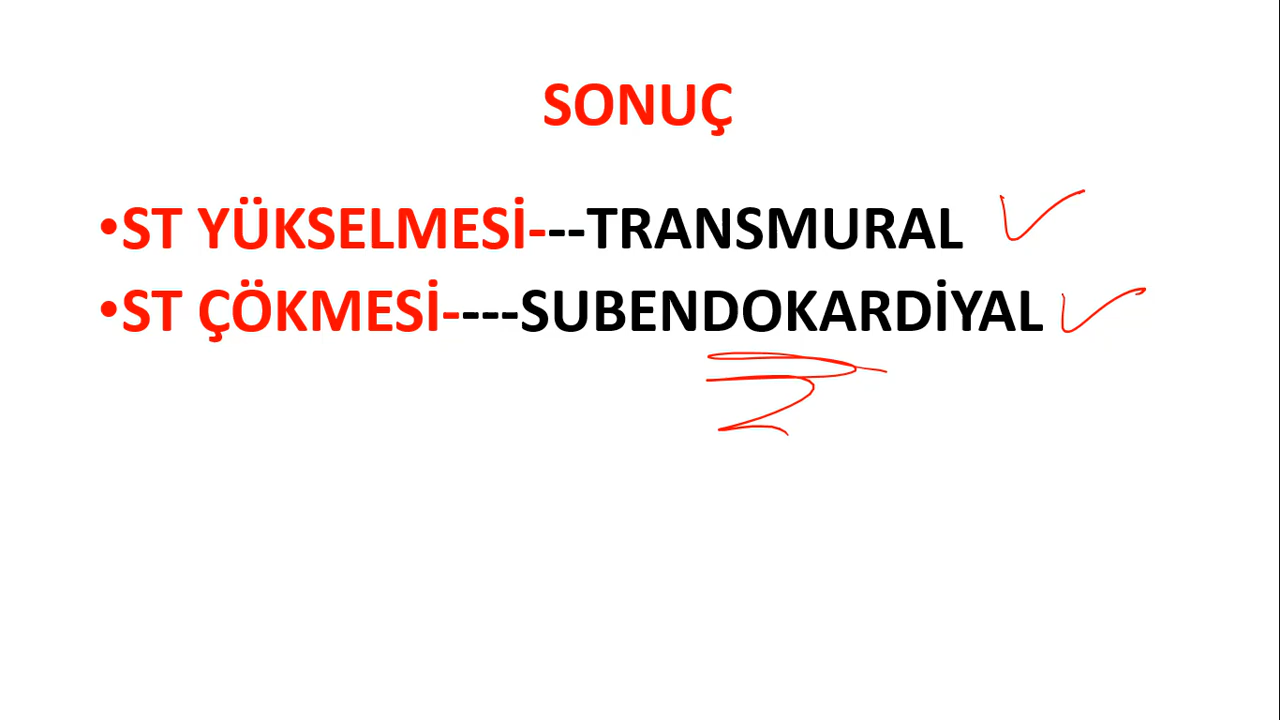 SONUÇ
•ST YÜKSELMESİ---TRANSMURAL
•ST ÇÖKMESİ----SUBENDOKARDİYAL